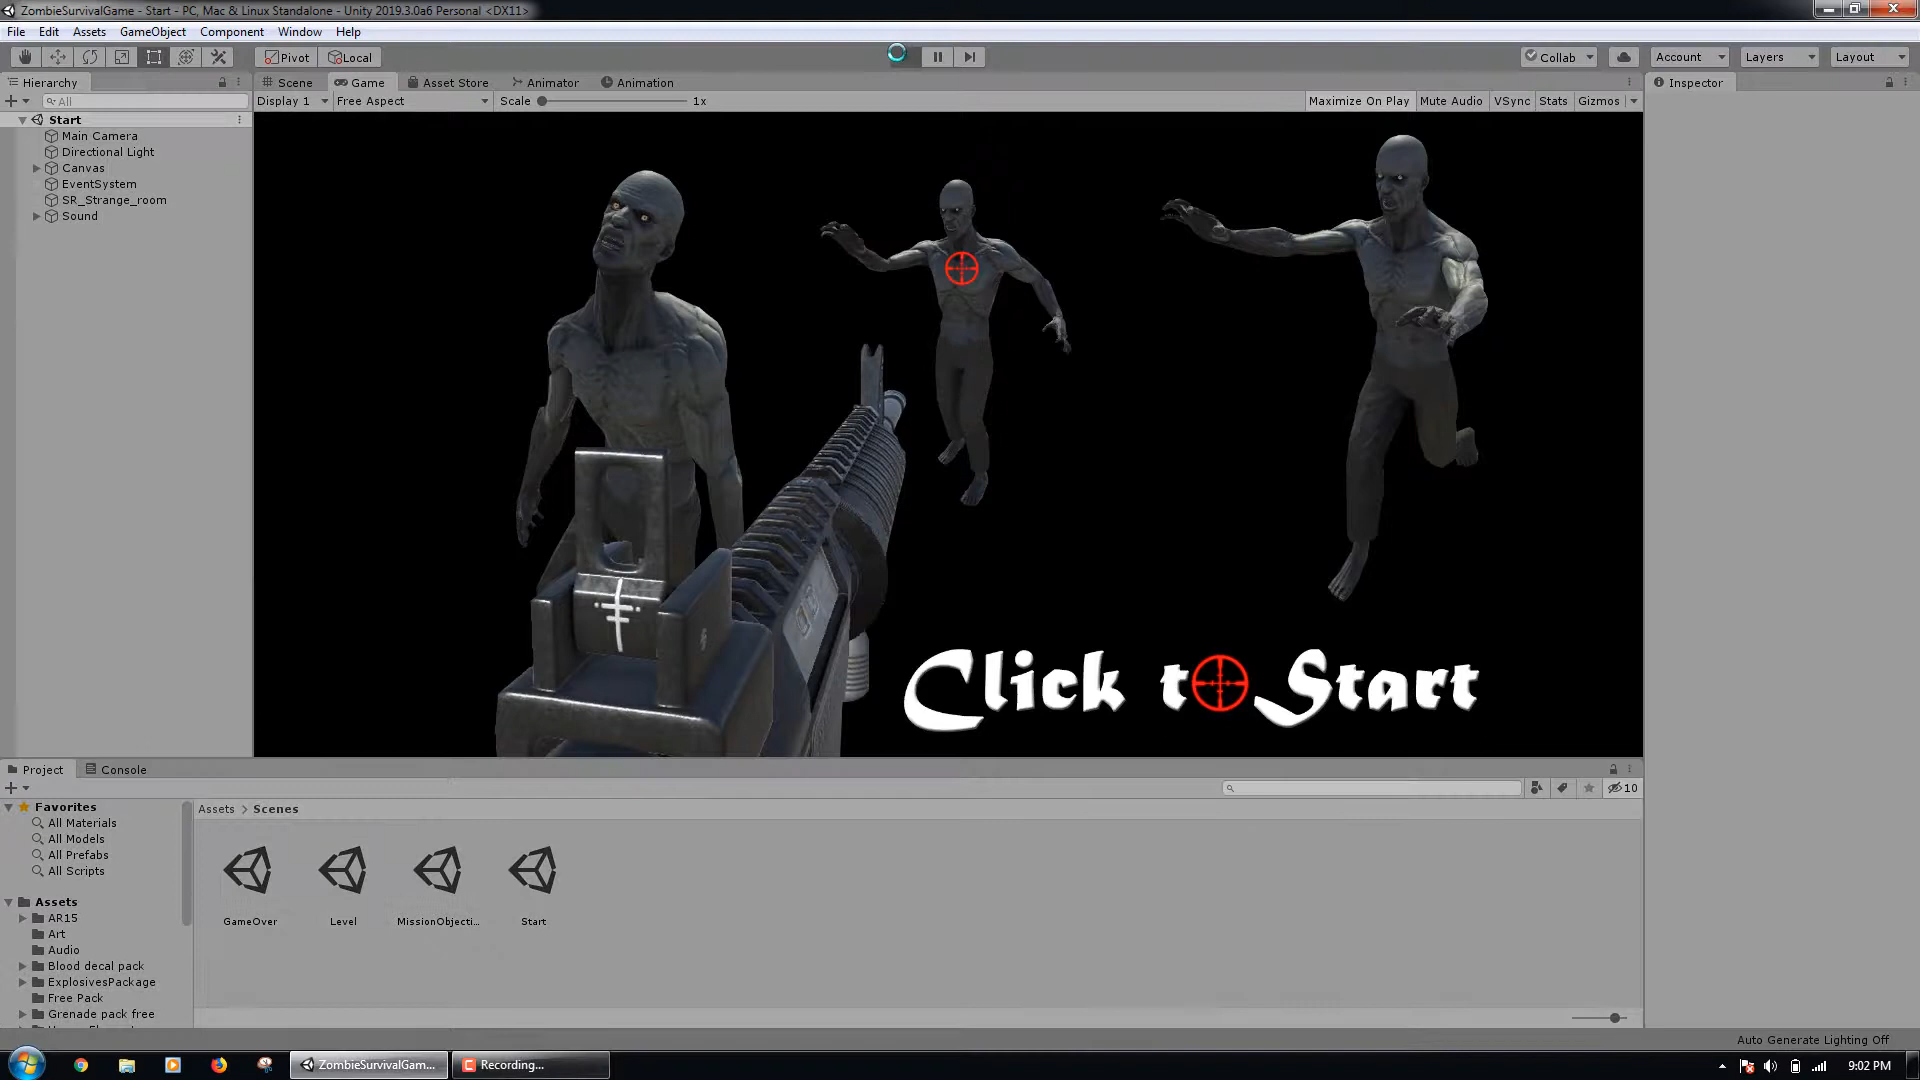 ZombieSurvivalGame - Start - PC, Mac & Linux Standalone - Unity 2019.3.0a6 Personal <DX11>
File Edit Assets GameObject Component Window Help
Pivot Local Collab Account Layers Layout
Hierarchy Scene Game Asset Store Animator Animation Inspector
All Display 1 Free Aspect Scale 1x Maximize On Play Mute Audio VSync Stats Gizmos
Start
Main Camera
Directional Light
Canvas
EventSystem
SR_Strange_room
Sound
Click to Start
Project Console
10
Favorites
All Materials
All Models
All Prefabs
All Scripts
Assets > Scenes
GameOver Level MissionObjecti... Start
Assets
AR15
Art
Audio
Blood decal pack
ExplosivesPackage
Free Pack
Grenade pack free
Auto Generate Lighting Off
ZombieSurvivalGam... Recording... 9:02 PM